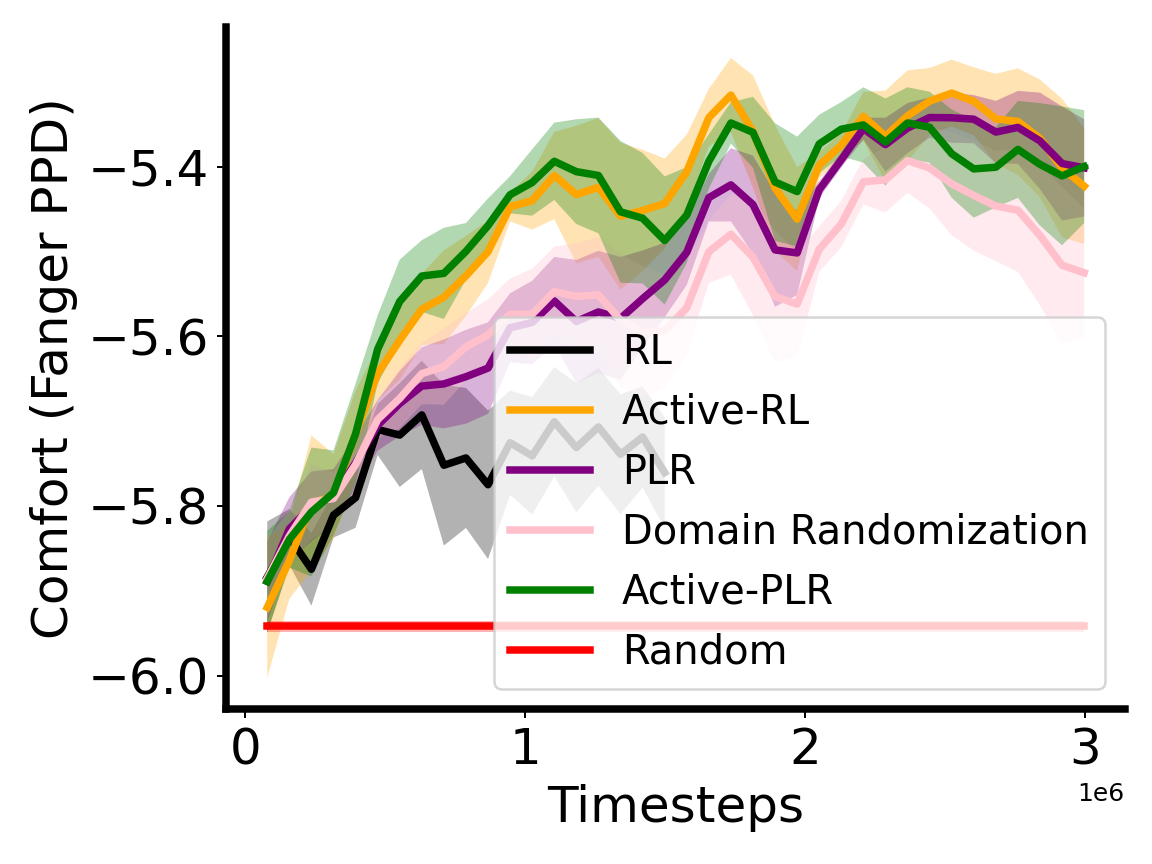 Comfort (Fanger PPD)
−5.4
−5.6
−5.8
−6.0
RL
Active-RL
PLR
Domain Randomization
Active-PLR
Random
0 1 2 3
1e6
Timesteps